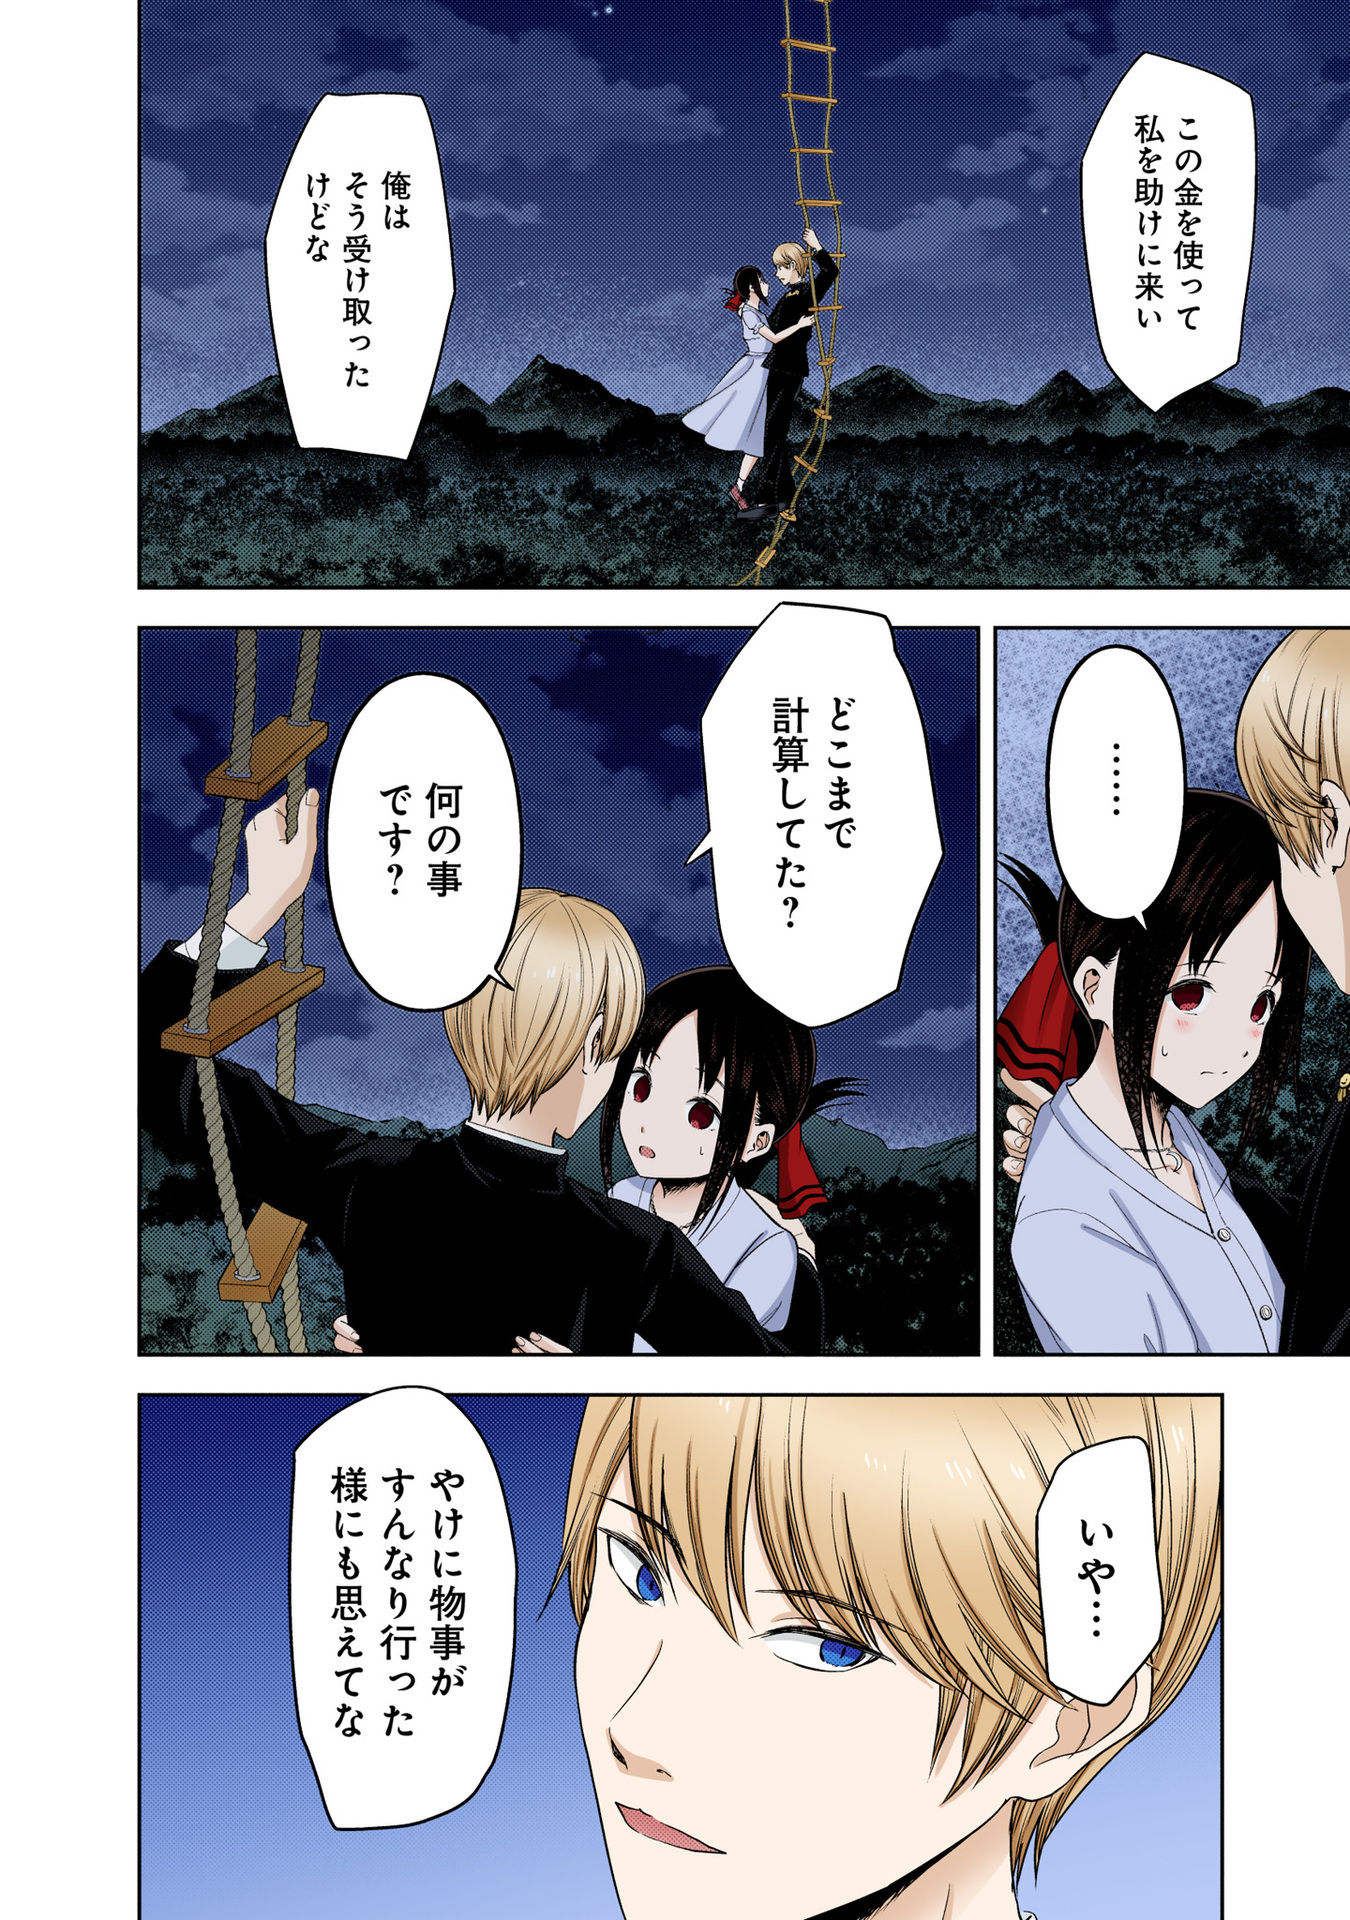 この金を使って
私を助けに来い
俺は
そう受け取った
けどな
……
どこまで
計算してた?
何の事
です?
いや…
やけに物事が
すんなり行った
様にも思えてな